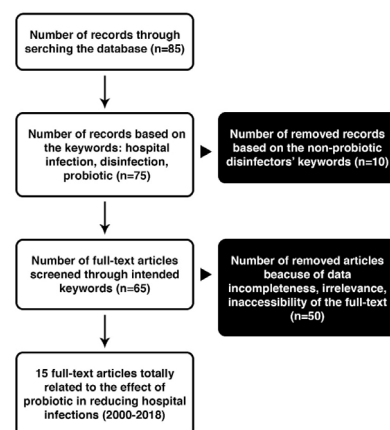 Number of records through
serching the database (n=85)
Number of records based on
the keywords: hospital
infection, disinfection,
probiotic (n=75)
Number of removed records
based on the non-probiotic
disinfectors’ keywords (n=10)
Number of full-text articles
screened through intended
keywords (n=65)
Number of removed articles
beacuse of data
incompleteness, irrelevance,
inaccessibility of the full-text
(n=50)
15 full-text articles totally
related to the effect of
probiotic in reducing hospital
infections (2000-2018)